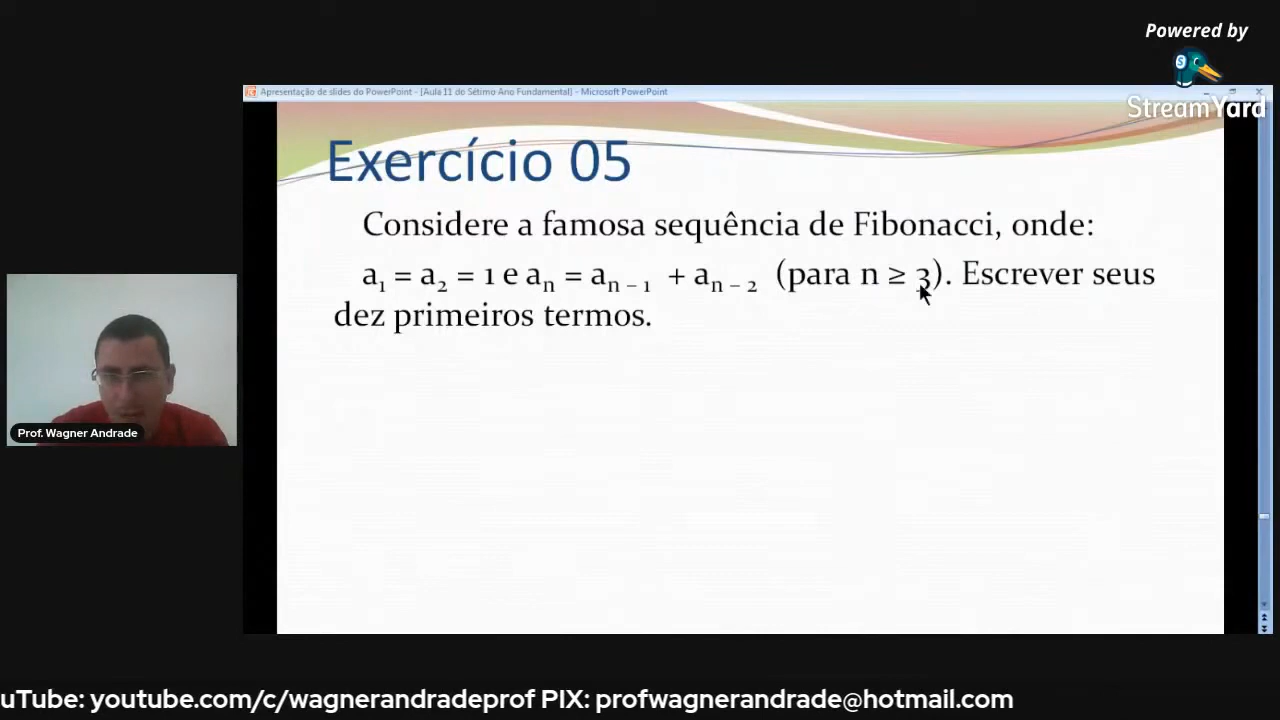 Powered by
StreamYard
Apresentação de slides do PowerPoint - [Aula 11 do Sétimo Ano Fundamental] - Microsoft PowerPoint
Exercício 05
Considere a famosa sequência de Fibonacci, onde:
a₁ = a₂ = 1 e aₙ = aₙ ₋ ₁ + aₙ ₋ ₂ (para n ≥ 3). Escrever seus
dez primeiros termos.
Prof. Wagner Andrade
uTube: youtube.com/c/wagnerandradeprof PIX: profwagnerandrade@hotmail.com